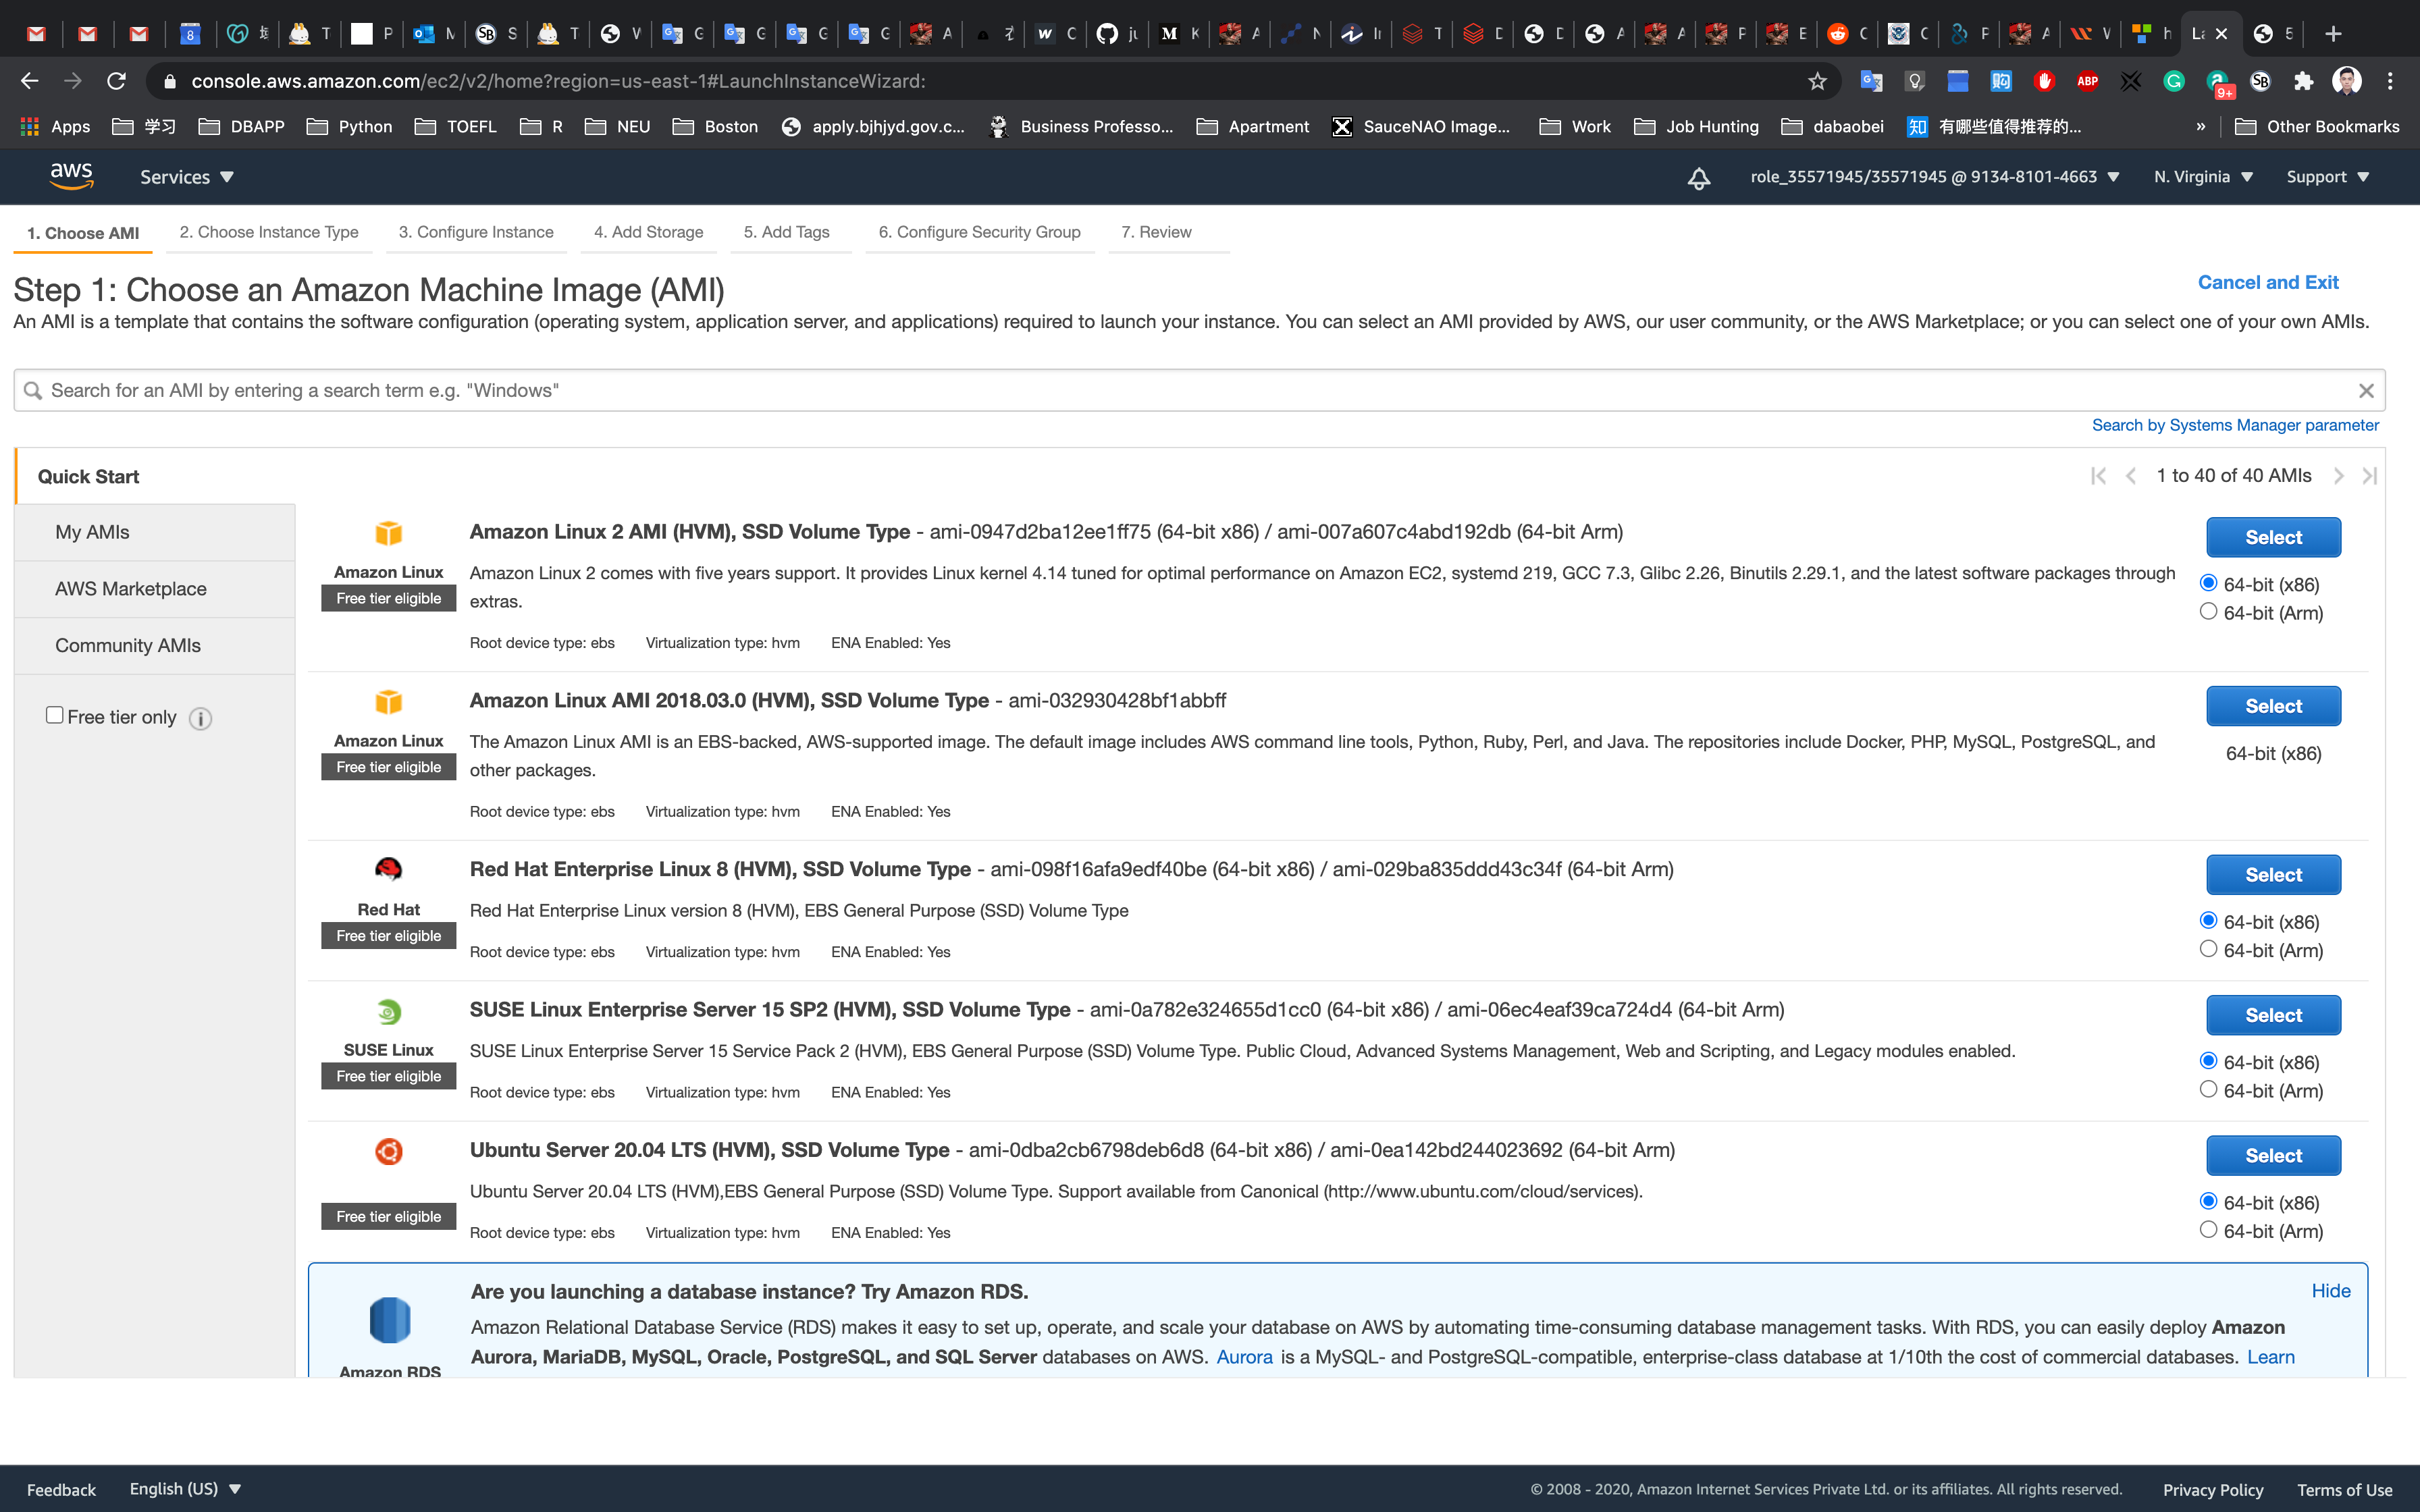 console.aws.amazon.com/ec2/v2/home?region=us-east-1#LaunchInstanceWizard:
ABP
9+
Apps
学习
DBAPP
Python
TOEFL
R
NEU
Boston
apply.bjhjyd.gov.c...
Business Professo...
Apartment
SauceNAO Image...
Work
Job Hunting
dabaobei
知 有哪些值得推荐的...
»
Other Bookmarks
aws
Services
role_35571945/35571945 @ 9134-8101-4663
N. Virginia
Support
1. Choose AMI
2. Choose Instance Type
3. Configure Instance
4. Add Storage
5. Add Tags
6. Configure Security Group
7. Review
Step 1: Choose an Amazon Machine Image (AMI)
Cancel and Exit
An AMI is a template that contains the software configuration (operating system, application server, and applications) required to launch your instance. You can select an AMI provided by AWS, our user community, or the AWS Marketplace; or you can select one of your own AMIs.
Search for an AMI by entering a search term e.g. "Windows"
Search by Systems Manager parameter
Quick Start
1 to 40 of 40 AMIs
My AMIs
AWS Marketplace
Community AMIs
Free tier only
Amazon Linux
Free tier eligible
Amazon Linux 2 AMI (HVM), SSD Volume Type - ami-0947d2ba12ee1ff75 (64-bit x86) / ami-007a607c4abd192db (64-bit Arm)
Amazon Linux 2 comes with five years support. It provides Linux kernel 4.14 tuned for optimal performance on Amazon EC2, systemd 219, GCC 7.3, Glibc 2.26, Binutils 2.29.1, and the latest software packages through
extras.
Root device type: ebs Virtualization type: hvm ENA Enabled: Yes
Select
64-bit (x86)
64-bit (Arm)
Amazon Linux
Free tier eligible
Amazon Linux AMI 2018.03.0 (HVM), SSD Volume Type - ami-032930428bf1abbff
The Amazon Linux AMI is an EBS-backed, AWS-supported image. The default image includes AWS command line tools, Python, Ruby, Perl, and Java. The repositories include Docker, PHP, MySQL, PostgreSQL, and
other packages.
Root device type: ebs Virtualization type: hvm ENA Enabled: Yes
Select
64-bit (x86)
Red Hat
Free tier eligible
Red Hat Enterprise Linux 8 (HVM), SSD Volume Type - ami-098f16afa9edf40be (64-bit x86) / ami-029ba835ddd43c34f (64-bit Arm)
Red Hat Enterprise Linux version 8 (HVM), EBS General Purpose (SSD) Volume Type
Root device type: ebs Virtualization type: hvm ENA Enabled: Yes
Select
64-bit (x86)
64-bit (Arm)
SUSE Linux
Free tier eligible
SUSE Linux Enterprise Server 15 SP2 (HVM), SSD Volume Type - ami-0a782e324655d1cc0 (64-bit x86) / ami-06ec4eaf39ca724d4 (64-bit Arm)
SUSE Linux Enterprise Server 15 Service Pack 2 (HVM), EBS General Purpose (SSD) Volume Type. Public Cloud, Advanced Systems Management, Web and Scripting, and Legacy modules enabled.
Root device type: ebs Virtualization type: hvm ENA Enabled: Yes
Select
64-bit (x86)
64-bit (Arm)
Free tier eligible
Ubuntu Server 20.04 LTS (HVM), SSD Volume Type - ami-0dba2cb6798deb6d8 (64-bit x86) / ami-0ea142bd244023692 (64-bit Arm)
Ubuntu Server 20.04 LTS (HVM),EBS General Purpose (SSD) Volume Type. Support available from Canonical (http://www.ubuntu.com/cloud/services).
Root device type: ebs Virtualization type: hvm ENA Enabled: Yes
Select
64-bit (x86)
64-bit (Arm)
Amazon RDS
Are you launching a database instance? Try Amazon RDS.
Hide
Amazon Relational Database Service (RDS) makes it easy to set up, operate, and scale your database on AWS by automating time-consuming database management tasks. With RDS, you can easily deploy Amazon
Aurora, MariaDB, MySQL, Oracle, PostgreSQL, and SQL Server databases on AWS. Aurora is a MySQL- and PostgreSQL-compatible, enterprise-class database at 1/10th the cost of commercial databases. Learn
Feedback
English (US)
© 2008 - 2020, Amazon Internet Services Private Ltd. or its affiliates. All rights reserved.
Privacy Policy
Terms of Use